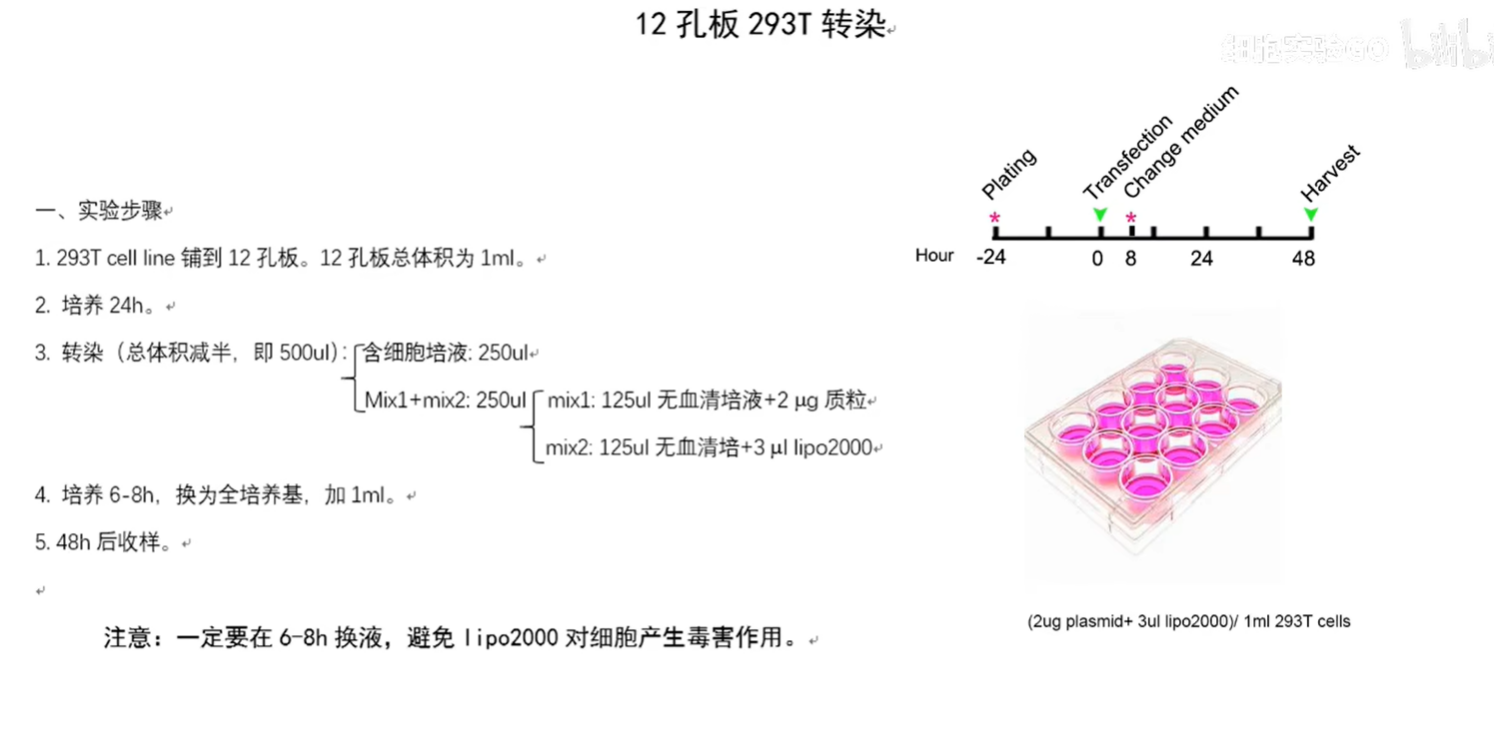 12 孔板 293T 转染
细胞实验GO bilibili
一、实验步骤
1. 293T cell line 铺到 12 孔板。12 孔板总体积为 1ml。
2. 培养 24h。
3. 转染（总体积减半，即 500ul）：含细胞培液: 250ul
Mix1+mix2: 250ul mix1: 125ul 无血清培液+2 μg 质粒
mix2: 125ul 无血清培+3 μl lipo2000
4. 培养 6-8h，换为全培养基，加 1ml。
5. 48h 后收样。
注意：一定要在 6-8h 换液，避免 lipo2000 对细胞产生毒害作用。
Plating Transfection Change medium Harvest
Hour -24 0 8 24 48
(2ug plasmid+ 3ul lipo2000)/ 1ml 293T cells